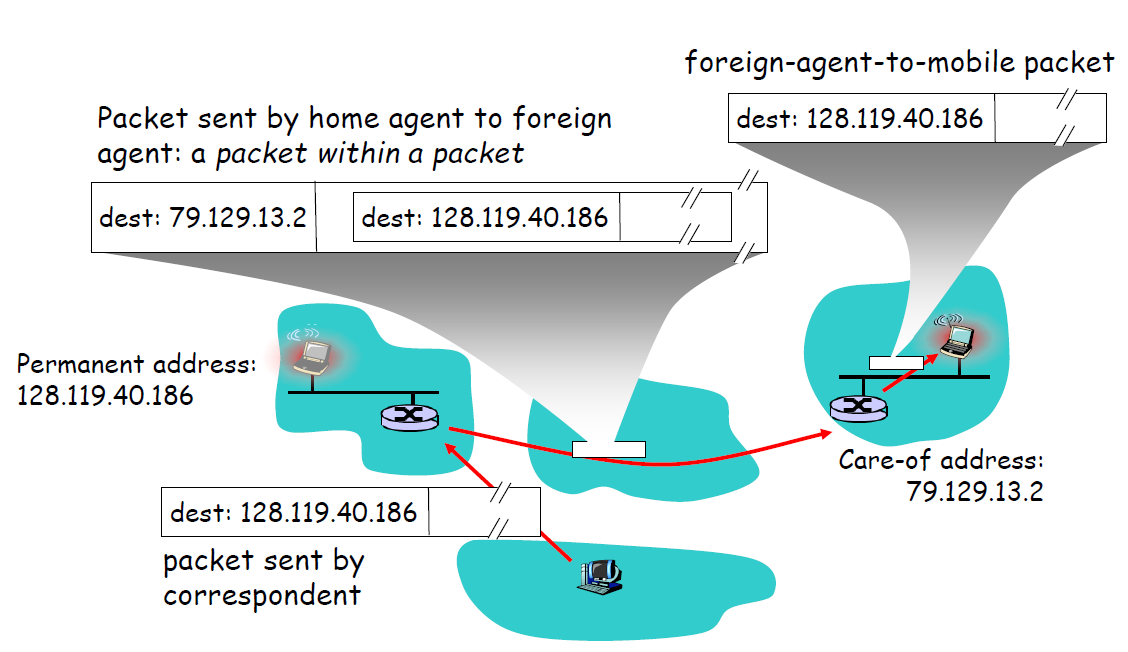 foreign-agent-to-mobile packet
dest: 128.119.40.186
Packet sent by home agent to foreign
agent: a packet within a packet
dest: 79.129.13.2
dest: 128.119.40.186
Permanent address:
128.119.40.186
Care-of address:
79.129.13.2
dest: 128.119.40.186
packet sent by
correspondent